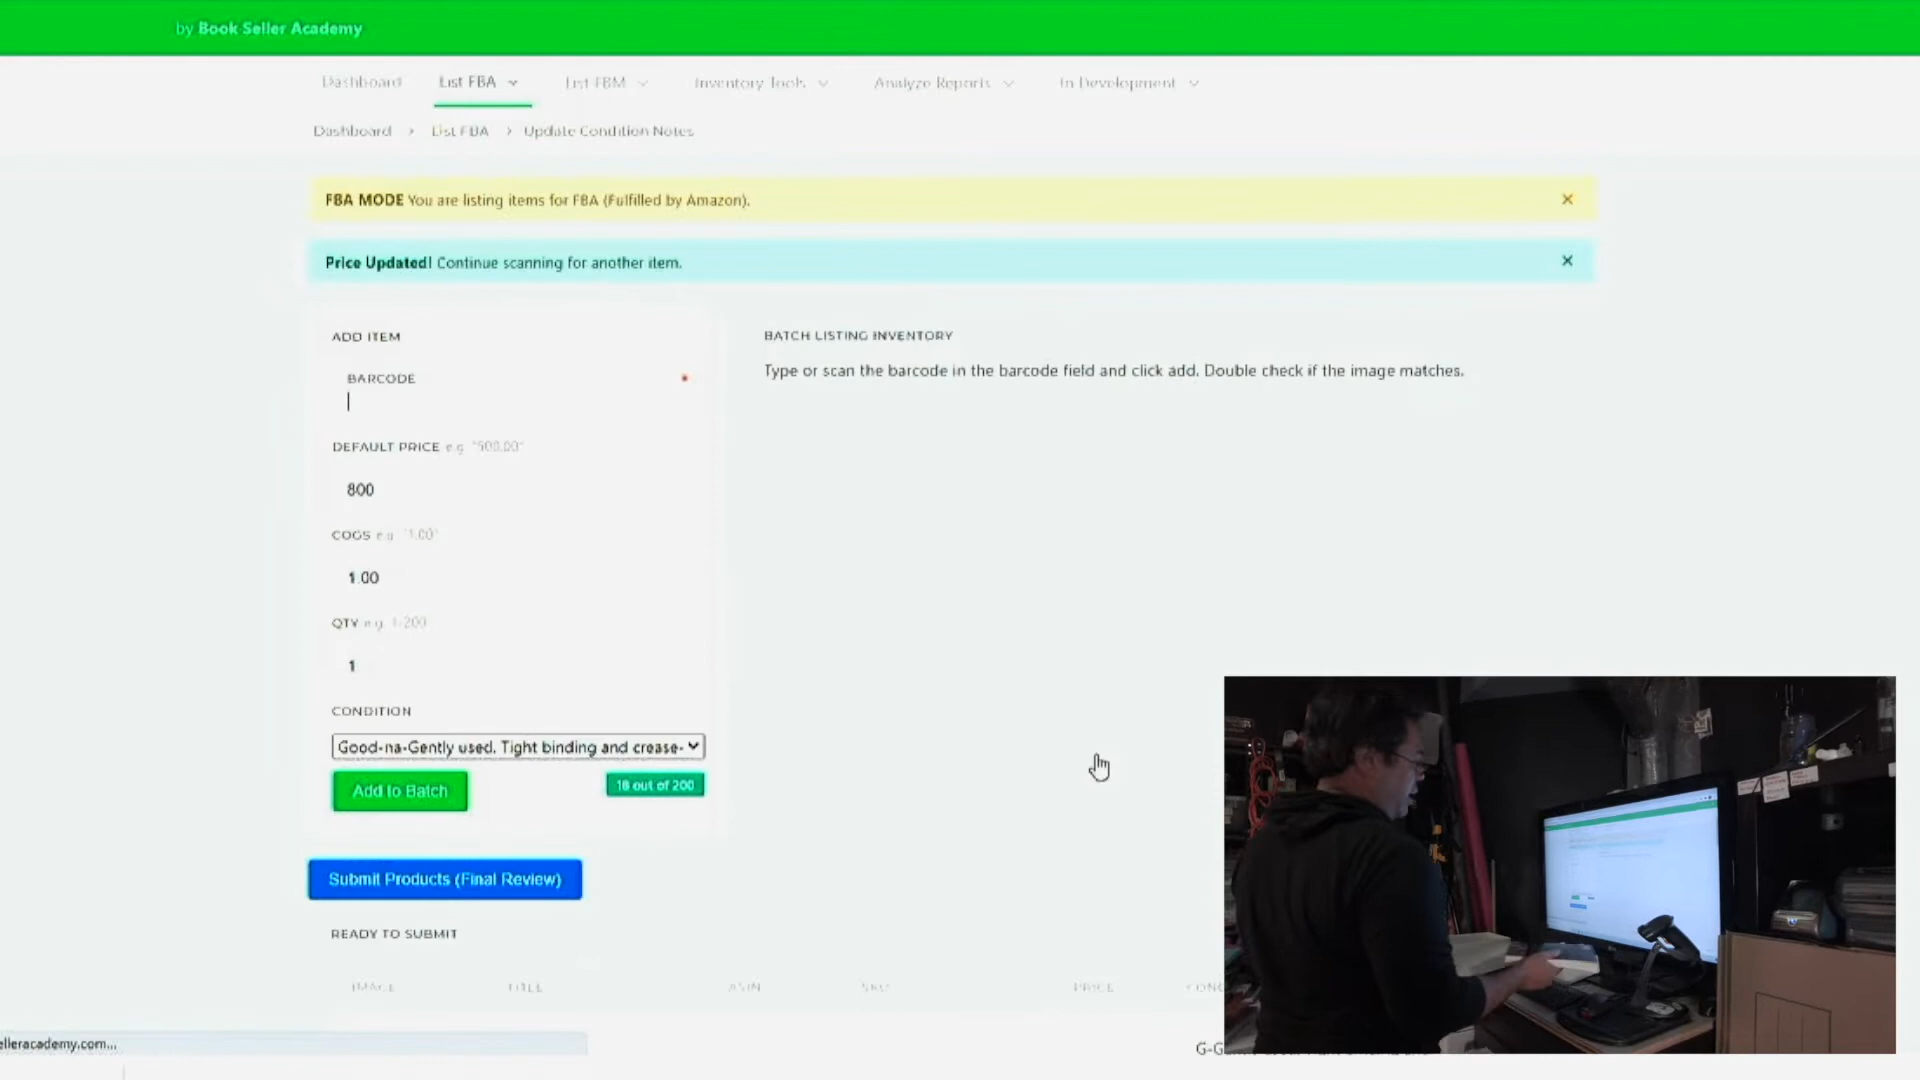 by Book Seller Academy
Dashboard List FBA List FBM Inventory Tools Analyze Reports In Development
Dashboard > List FBA > Update Condition Notes
FBA MODE You are listing items for FBA (Fulfilled by Amazon). ×
Price Updated! Continue scanning for another item. ×
ADD ITEM
BARCODE
DEFAULT PRICE e.g. "500.00"
800
COGS e.g. "1.00"
1.00
QTY e.g. 1-200
1
CONDITION
Good-na-Gently used. Tight binding and crease-
Add to Batch
18 out of 200
BATCH LISTING INVENTORY
Type or scan the barcode in the barcode field and click add. Double check if the image matches.
Submit Products (Final Review)
READY TO SUBMIT
IMAGE TITLE ASIN SKU PRICE
elleracademy.com...